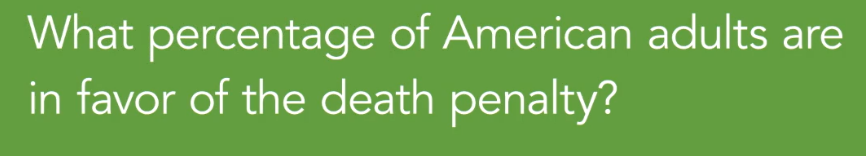 What percentage of American adults are
in favor of the death penalty?